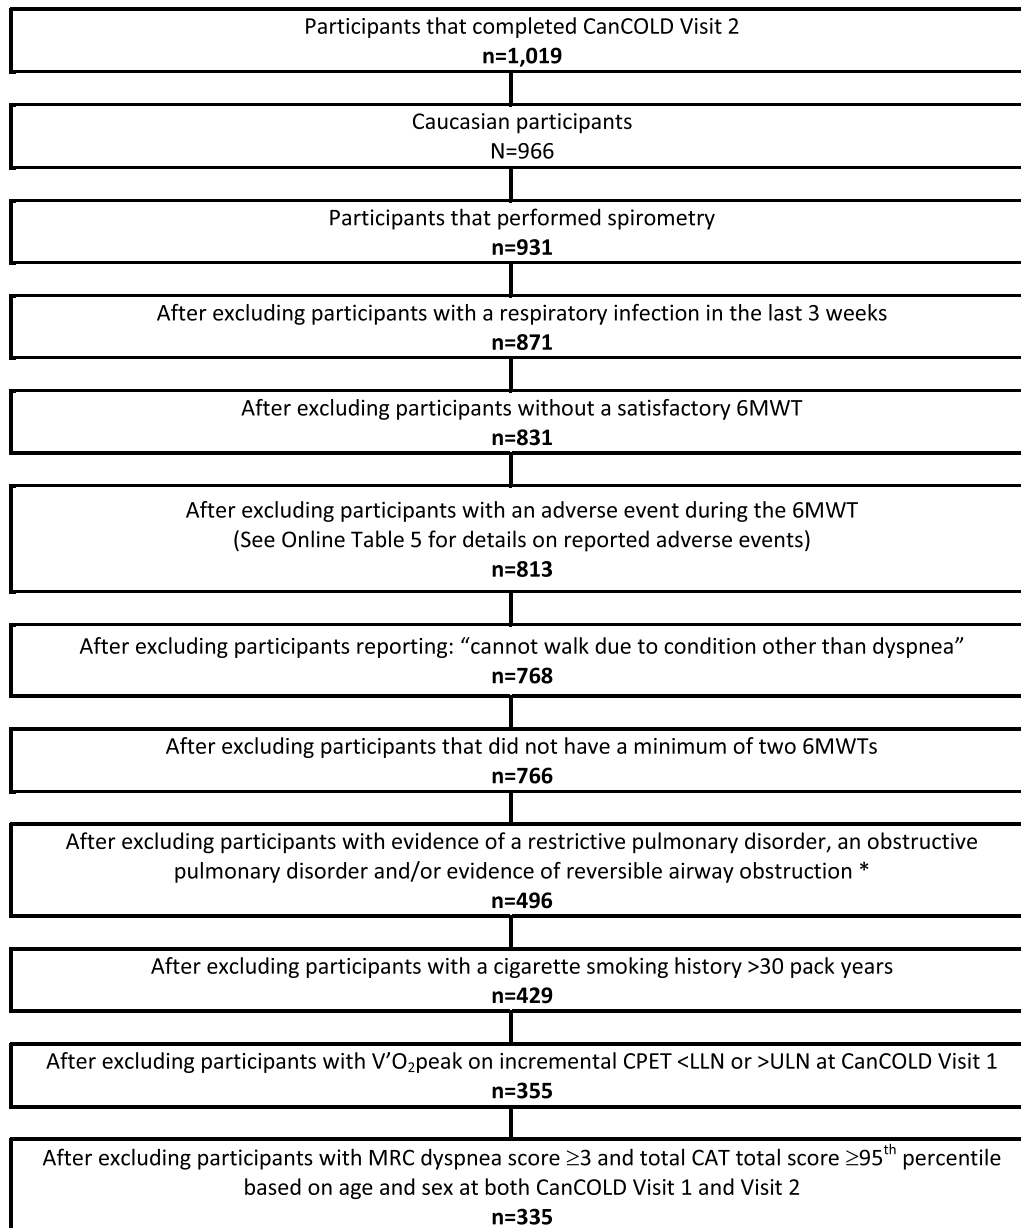 Participants that completed CanCOLD Visit 2
n=1,019
Caucasian participants
N=966
Participants that performed spirometry
n=931
After excluding participants with a respiratory infection in the last 3 weeks
n=871
After excluding participants without a satisfactory 6MWT
n=831
After excluding participants with an adverse event during the 6MWT
(See Online Table 5 for details on reported adverse events)
n=813
After excluding participants reporting: “cannot walk due to condition other than dyspnea”
n=768
After excluding participants that did not have a minimum of two 6MWTs
n=766
After excluding participants with evidence of a restrictive pulmonary disorder, an obstructive
pulmonary disorder and/or evidence of reversible airway obstruction *
n=496
After excluding participants with a cigarette smoking history >30 pack years
n=429
After excluding participants with V’O₂peak on incremental CPET <LLN or >ULN at CanCOLD Visit 1
n=355
After excluding participants with MRC dyspnea score ≥3 and total CAT total score ≥95th percentile
based on age and sex at both CanCOLD Visit 1 and Visit 2
n=335